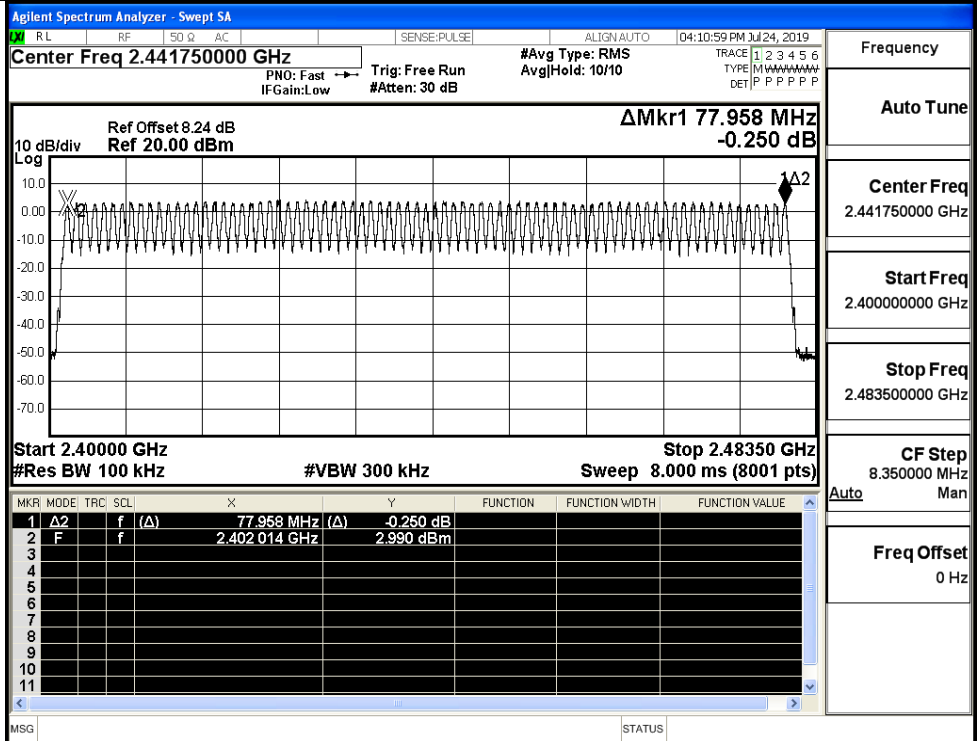 Agilent Spectrum Analyzer - Swept SA
LXI RL RF 50 Ω AC SENSE:PULSE ALIGN AUTO 04:10:59 PM Jul 24, 2019
Center Freq 2.441750000 GHz
PNO: Fast
IFGain:Low
Trig: Free Run
#Atten: 30 dB
#Avg Type: RMS
Avg|Hold: 10/10
TRACE 1 2 3 4 5 6
TYPE M
DET P P P P P P
Ref Offset 8.24 dB
Ref 20.00 dBm
10 dB/div
Log
ΔMkr1 77.958 MHz
-0.250 dB
10.0
0.00
-10.0
-20.0
-30.0
-40.0
-50.0
-60.0
-70.0
2
1Δ2
Start 2.40000 GHz Stop 2.48350 GHz
#Res BW 100 kHz #VBW 300 kHz Sweep 8.000 ms (8001 pts)
MKR MODE TRC SCL X Y FUNCTION FUNCTION WIDTH FUNCTION VALUE
1 Δ2 f (Δ) 77.958 MHz (Δ) -0.250 dB
2 F f 2.402 014 GHz 2.990 dBm
3
4
5
6
7
8
9
10
11
MSG STATUS
Frequency
Auto Tune
Center Freq
2.441750000 GHz
Start Freq
2.400000000 GHz
Stop Freq
2.483500000 GHz
CF Step
8.350000 MHz
Auto Man
Freq Offset
0 Hz